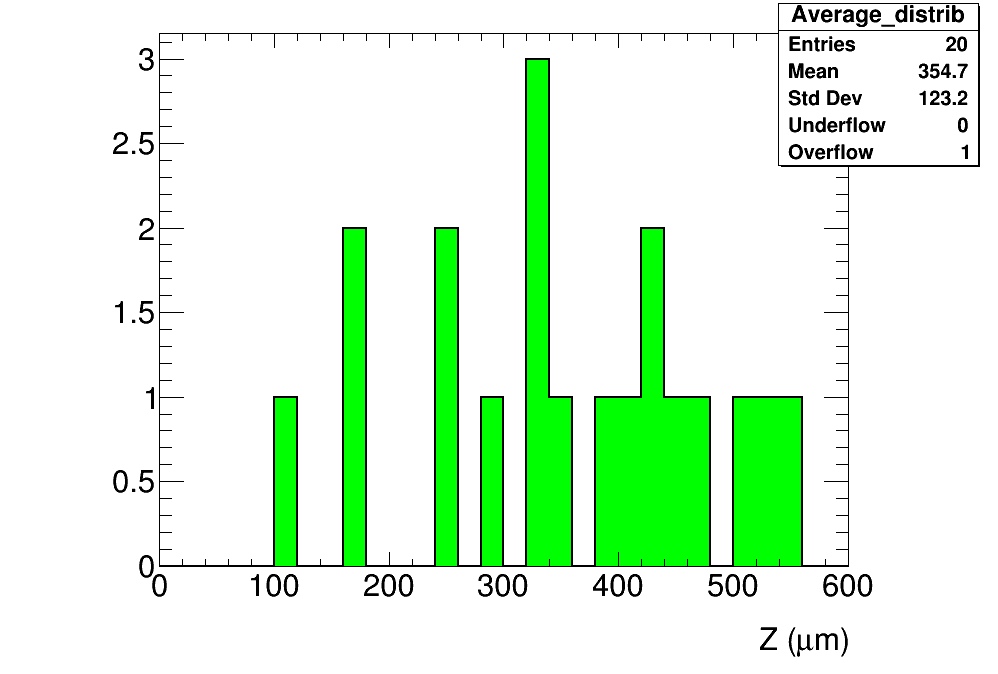 Average_distrib
Entries 20
Mean 354.7
Std Dev 123.2
Underflow 0
Overflow 1
3
2.5
2
1.5
1
0.5
0
0 100 200 300 400 500 600
Z (μm)